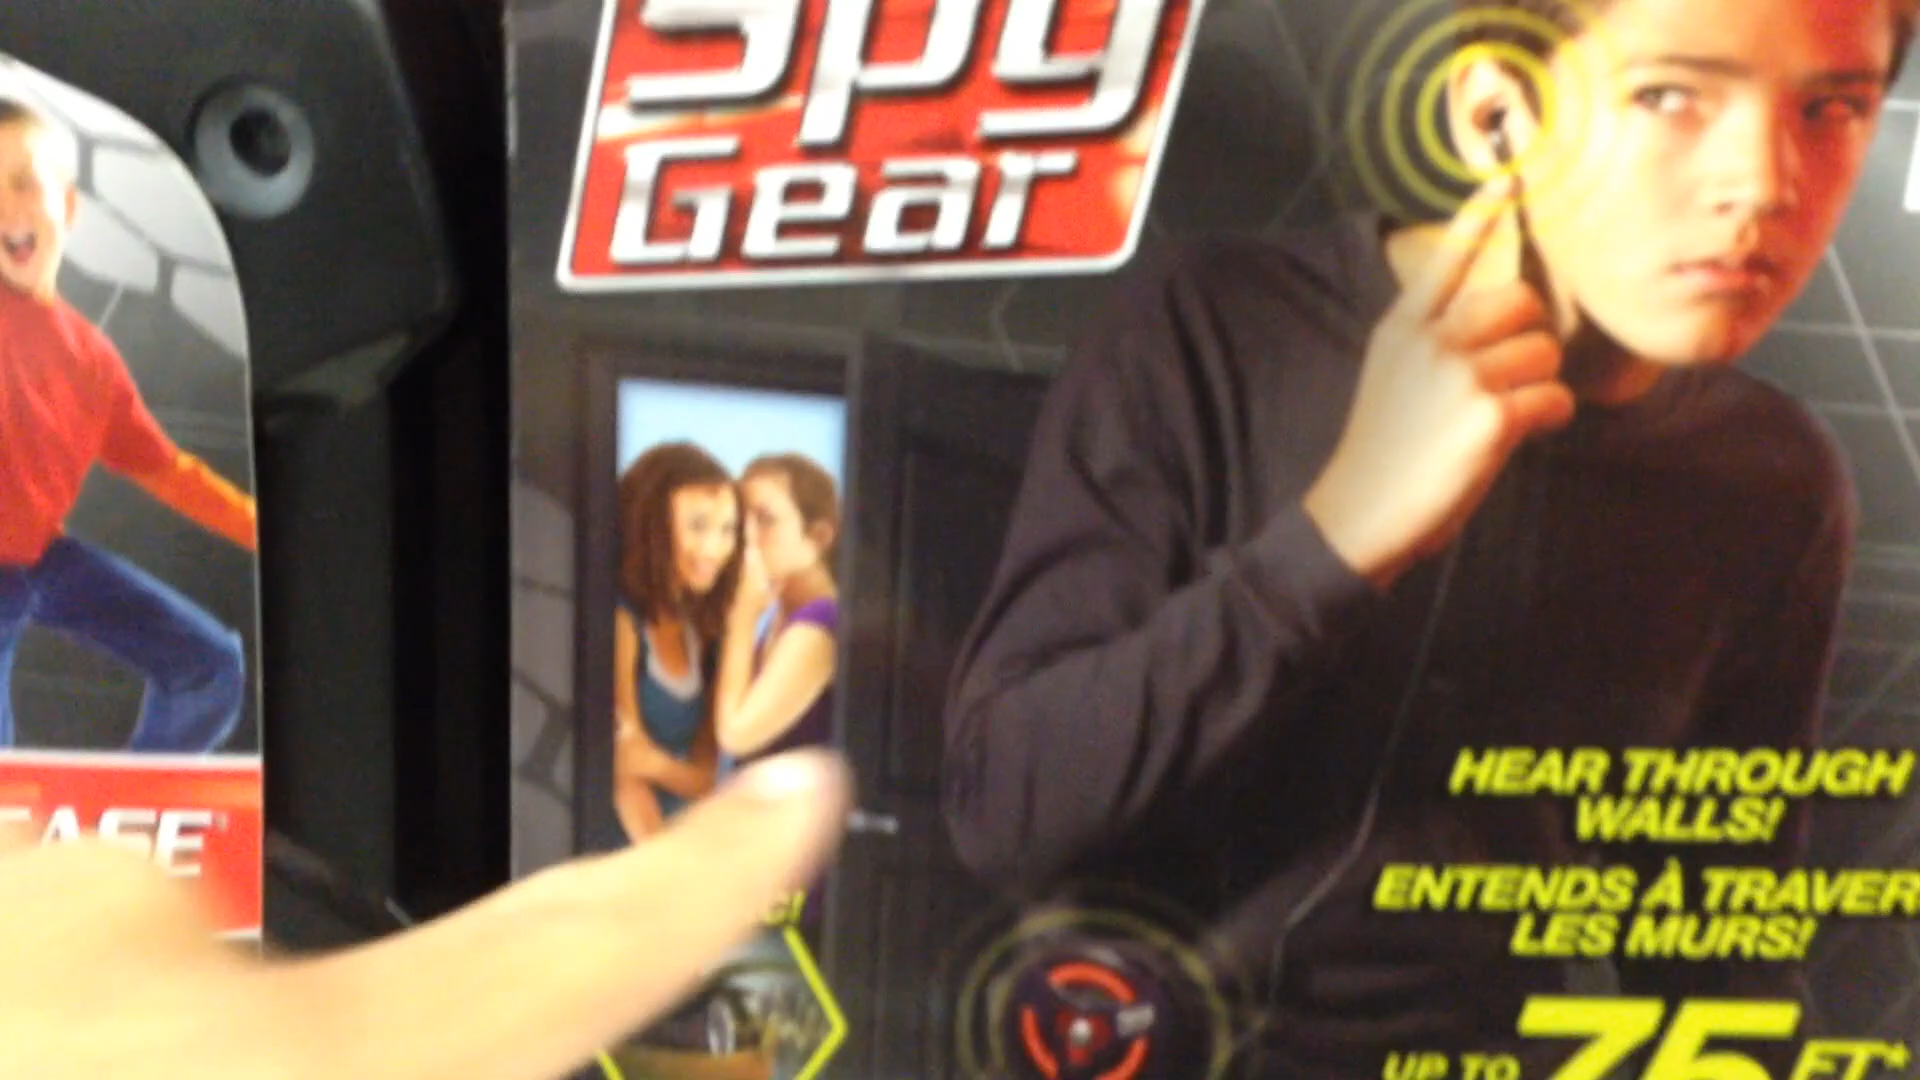 Spy
Gear
HEAR THROUGH
WALLS!
ENTENDS À TRAVER
LES MURS!
UP TO 75 FT*